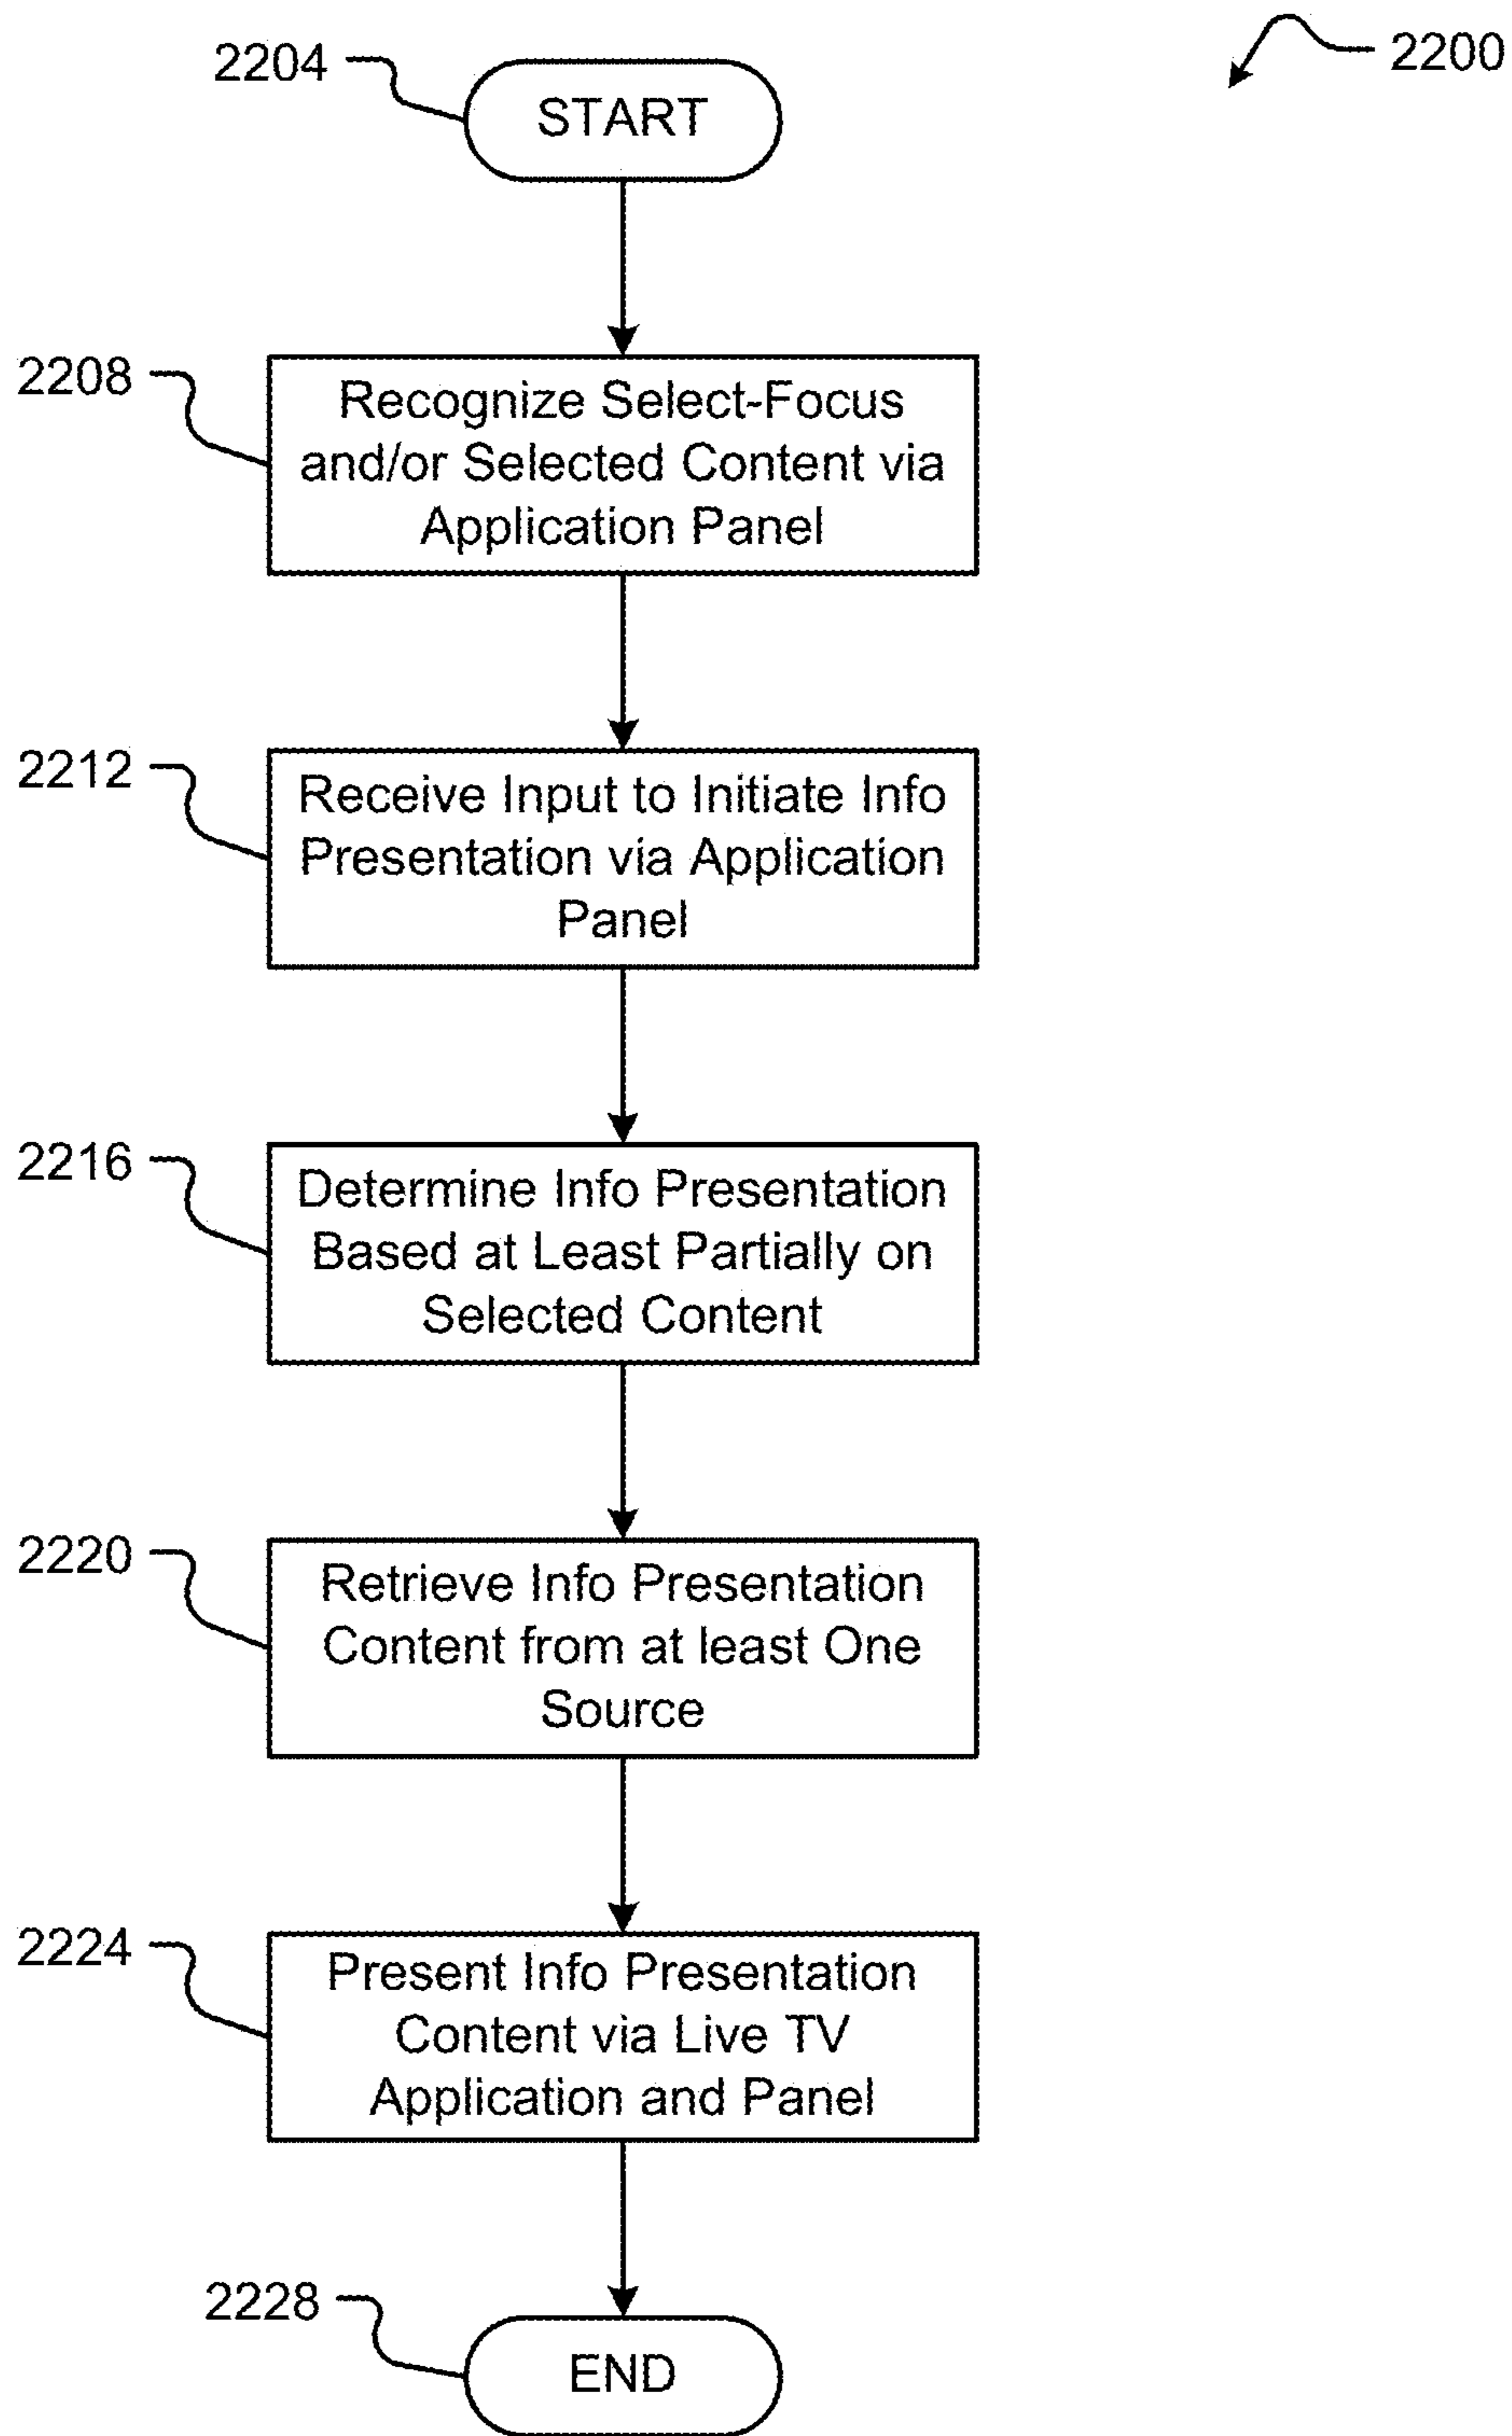 2200
2204
START
2208
Recognize Select-Focus
and/or Selected Content via
Application Panel
2212
Receive Input to Initiate Info
Presentation via Application
Panel
2216
Determine Info Presentation
Based at Least Partially on
Selected Content
2220
Retrieve Info Presentation
Content from at least One
Source
2224
Present Info Presentation
Content via Live TV
Application and Panel
2228
END